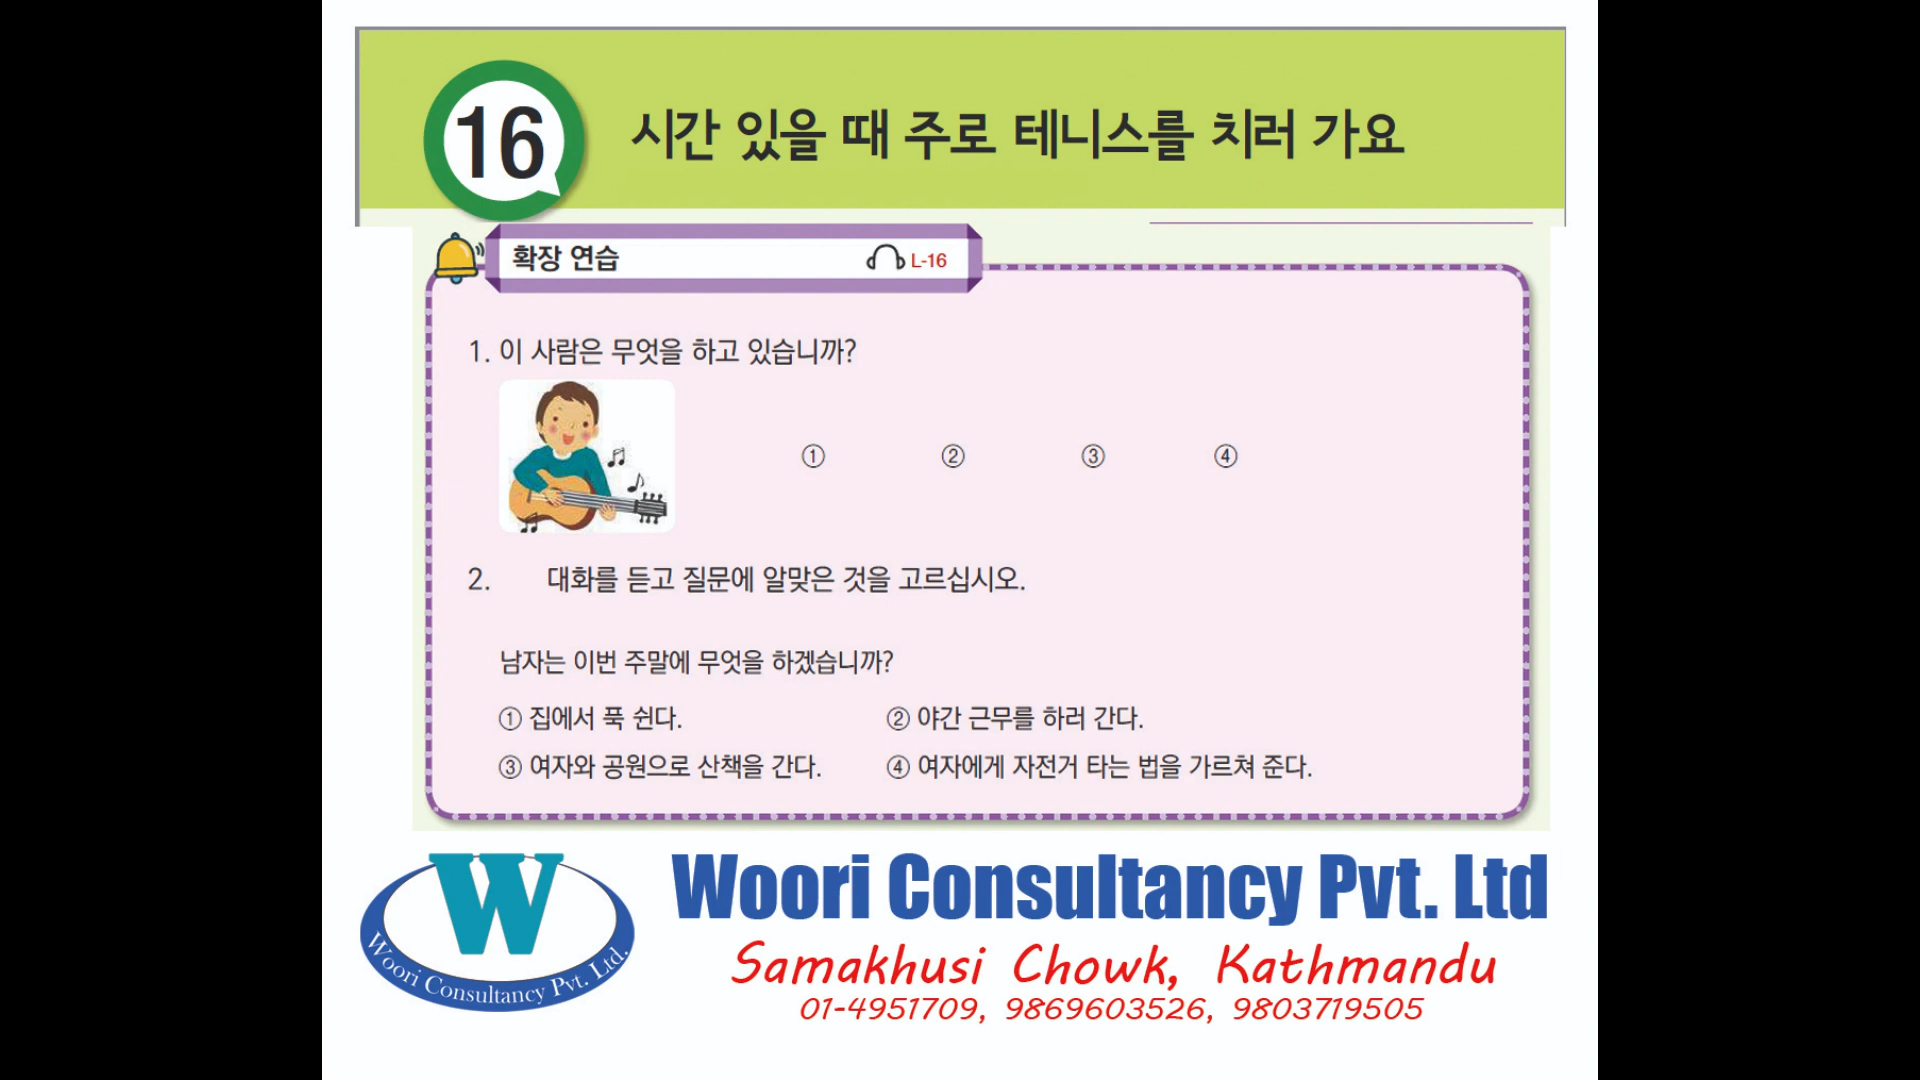 16
시간 있을 때 주로 테니스를 치러 가요
확장 연습
L-16
1. 이 사람은 무엇을 하고 있습니까?
① ② ③ ④
2. 대화를 듣고 질문에 알맞은 것을 고르십시오.
남자는 이번 주말에 무엇을 하겠습니까?
① 집에서 푹 쉰다. ② 야간 근무를 하러 간다.
③ 여자와 공원으로 산책을 간다. ④ 여자에게 자전거 타는 법을 가르쳐 준다.
W
Woori Consultancy Pvt. Ltd.
Woori Consultancy Pvt. Ltd
Samakhusi Chowk, Kathmandu
01-4951709, 9869603526, 9803719505